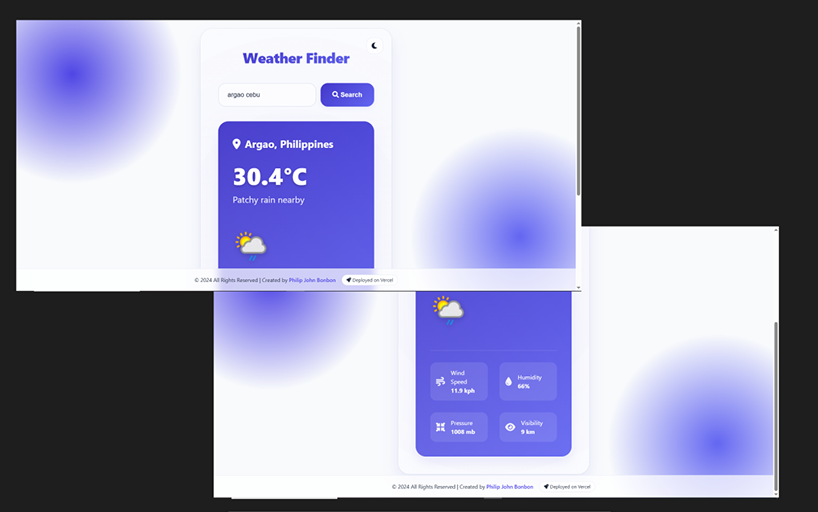 Weather Finder
argao cebu
Search
Argao, Philippines
30.4°C
Patchy rain nearby
© 2024 All Rights Reserved | Created by Philip John Bonbon
Deployed on Vercel
Wind
Speed
11.9 kph
Humidity
66%
Pressure
1008 mb
Visibility
9 km
© 2024 All Rights Reserved | Created by Philip John Bonbon
Deployed on Vercel